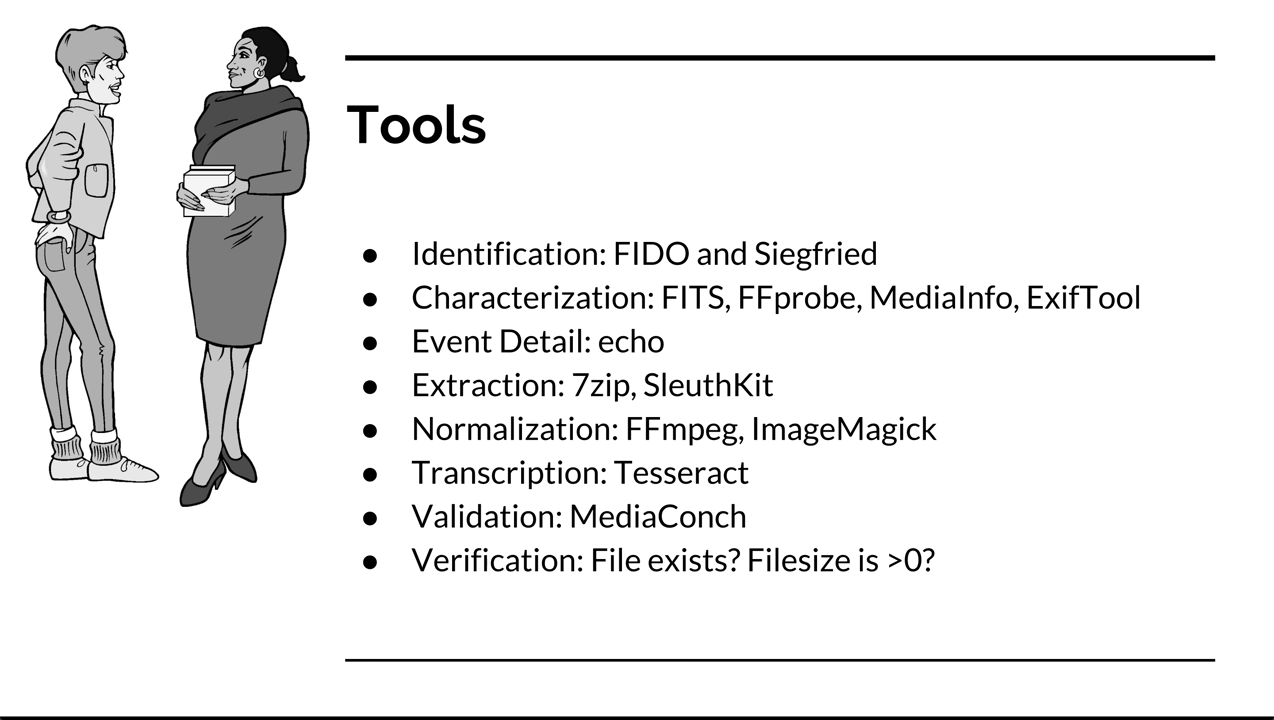 Tools
● Identification: FIDO and Siegfried
● Characterization: FITS, FFprobe, MediaInfo, ExifTool
● Event Detail: echo
● Extraction: 7zip, SleuthKit
● Normalization: FFmpeg, ImageMagick
● Transcription: Tesseract
● Validation: MediaConch
● Verification: File exists? Filesize is >0?